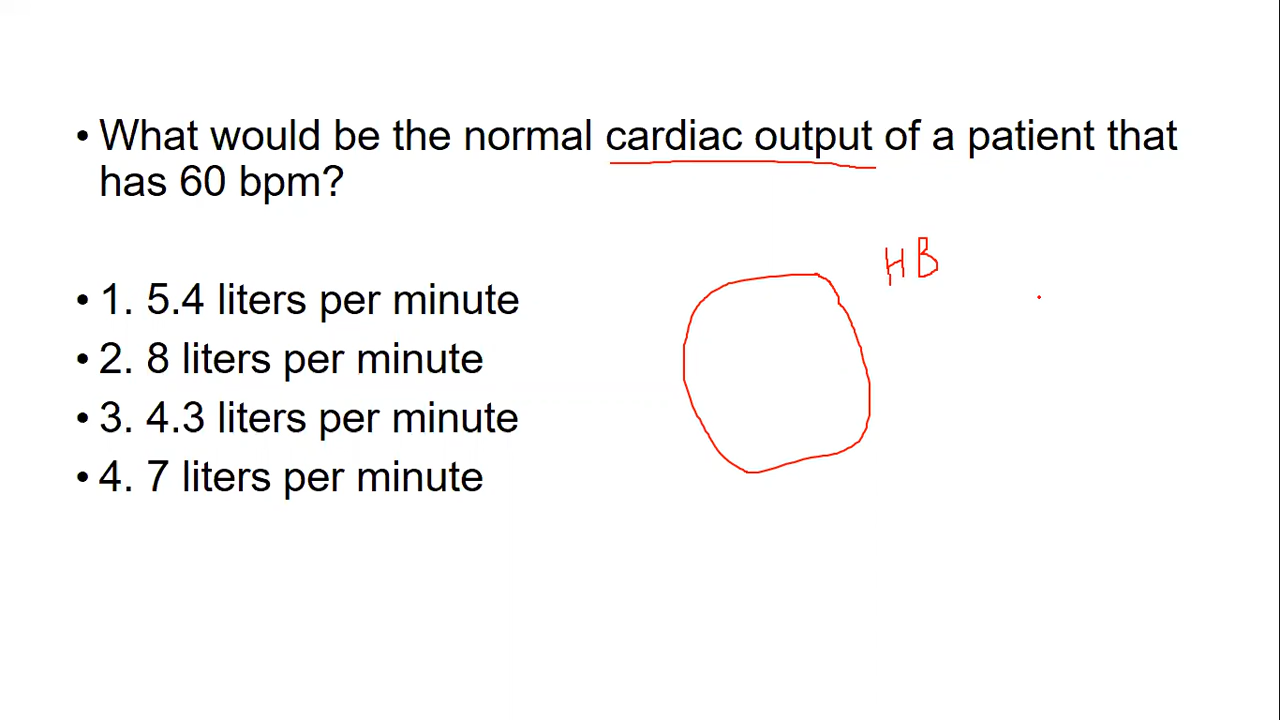 • What would be the normal cardiac output of a patient that
has 60 bpm?
HB
• 1. 5.4 liters per minute
• 2. 8 liters per minute
• 3. 4.3 liters per minute
• 4. 7 liters per minute